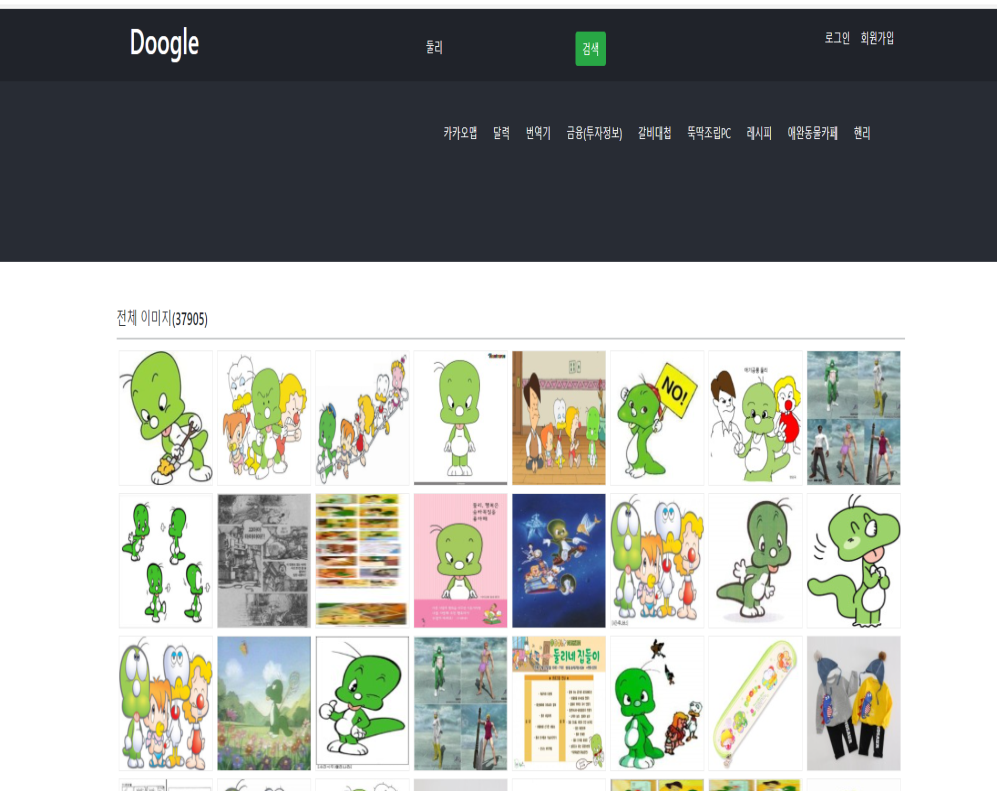 Doogle
둘리
검색
로그인 회원가입
카카오맵 달력 번역기 금융(투자정보) 갈비대첩 뚝딱조립PC 레시피 애완동물카페 핸리
전체 이미지(37905)
NO!
둘리네 집들이